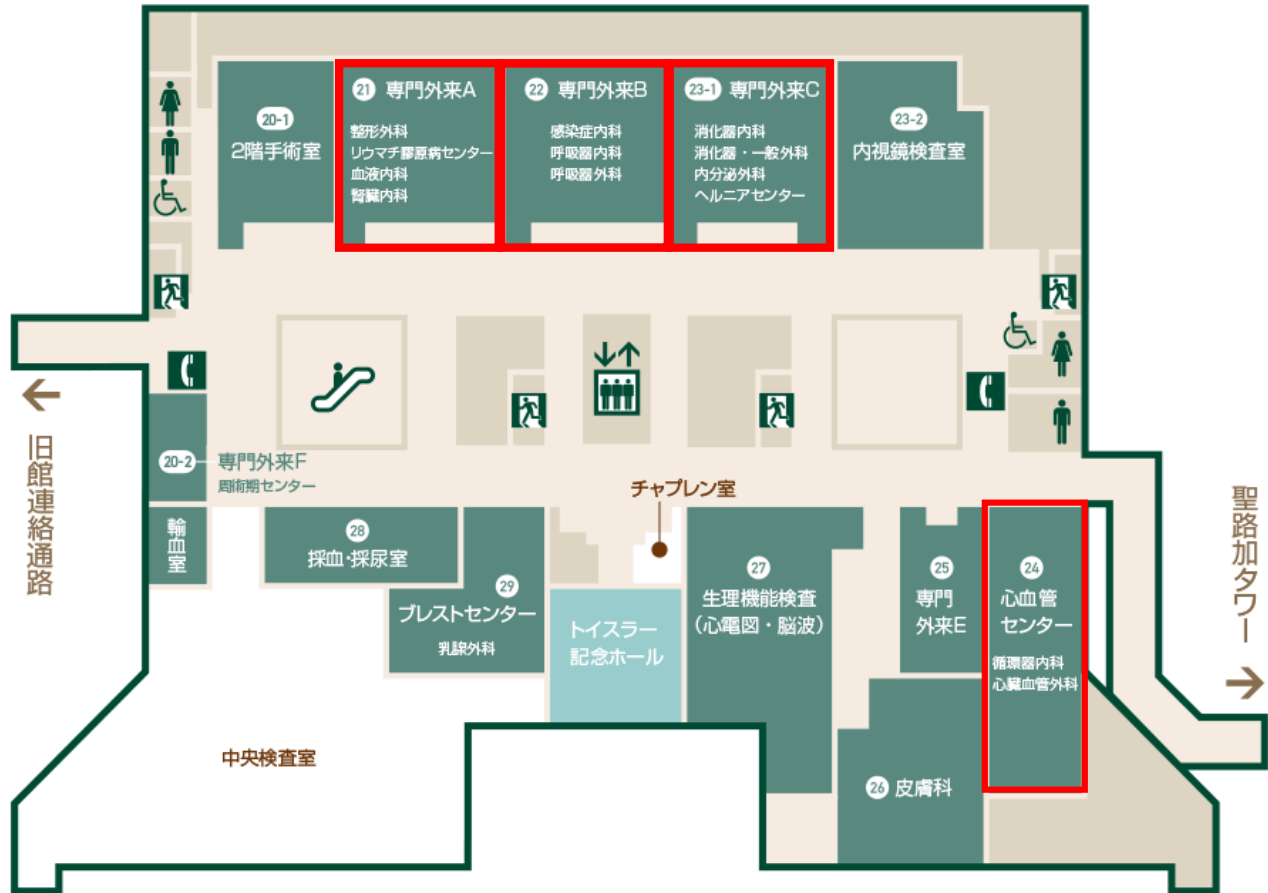 20-1
2階手術室
21 専門外来A
整形外科
リウマチ膠原病センター
血液内科
腎臓内科
22 専門外来B
感染症内科
呼吸器内科
呼吸器外科
23-1 専門外来C
消化器内科
消化器・一般外科
内分泌外科
ヘルニアセンター
23-2
内視鏡検査室
旧館連絡通路
20-2 専門外来F
周術期センター
チャプレン室
聖路加タワー
輸血室
28
採血・採尿室
29
ブレストセンター
乳腺外科
トイスラー
記念ホール
27
生理機能検査
(心電図・脳波)
25
専門
外来E
24
心血管
センター
循環器内科
心臓血管外科
中央検査室
26 皮膚科